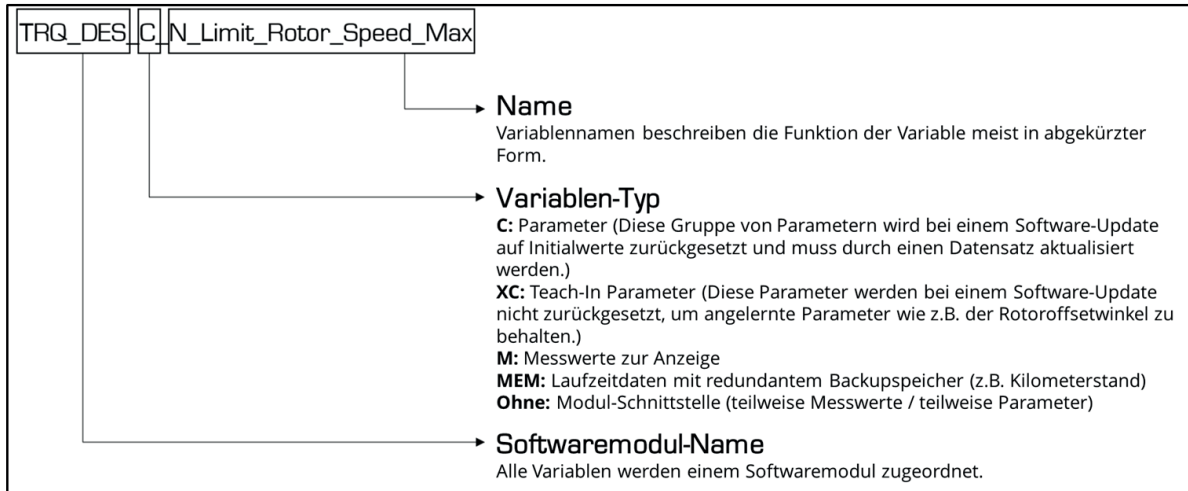 TRQ_DES_C_N_Limit_Rotor_Speed_Max
Name
Variablennamen beschreiben die Funktion der Variable meist in abgekürzter
Form.
Variablen-Typ
C: Parameter (Diese Gruppe von Parametern wird bei einem Software-Update
auf Initialwerte zurückgesetzt und muss durch einen Datensatz aktualisiert
werden.)
XC: Teach-In Parameter (Diese Parameter werden bei einem Software-Update
nicht zurückgesetzt, um angelernte Parameter wie z.B. der Rotoroffsetwinkel zu
behalten.)
M: Messwerte zur Anzeige
MEM: Laufzeitdaten mit redundantem Backupspeicher (z.B. Kilometerstand)
Ohne: Modul-Schnittstelle (teilweise Messwerte / teilweise Parameter)
Softwaremodul-Name
Alle Variablen werden einem Softwaremodul zugeordnet.